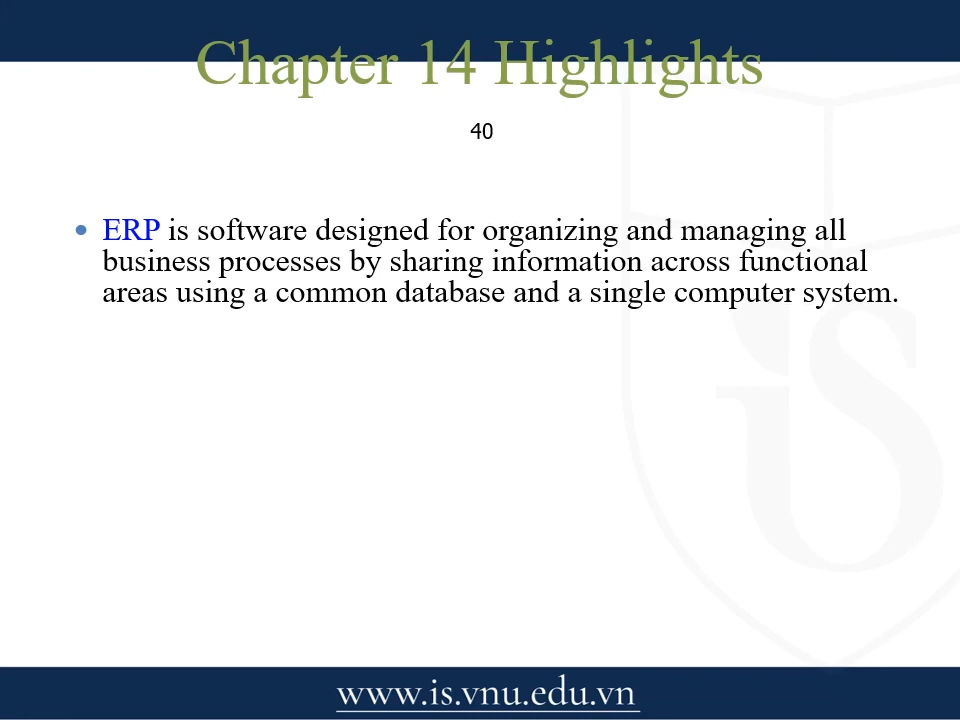 Chapter 14 Highlights
40
• ERP is software designed for organizing and managing all
business processes by sharing information across functional
areas using a common database and a single computer system.
iS
www.is.vnu.edu.vn